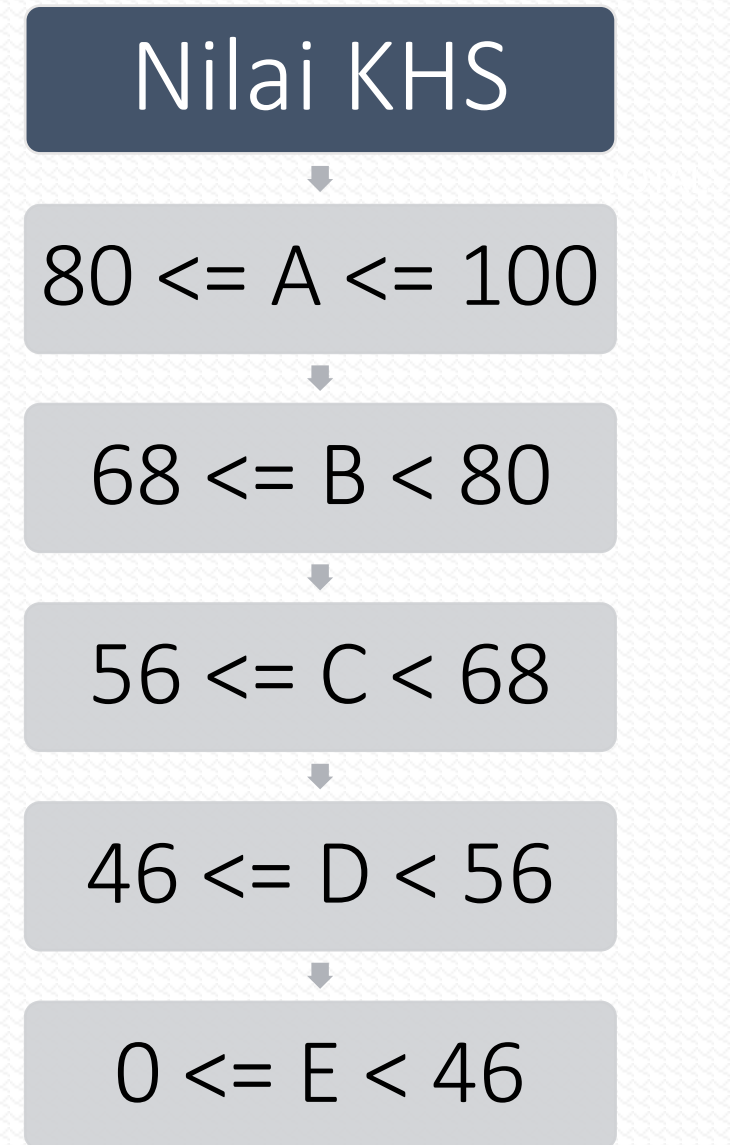 Nilai KHS
80 <= A <= 100
68 <= B < 80
56 <= C < 68
46 <= D < 56
0 <= E < 46